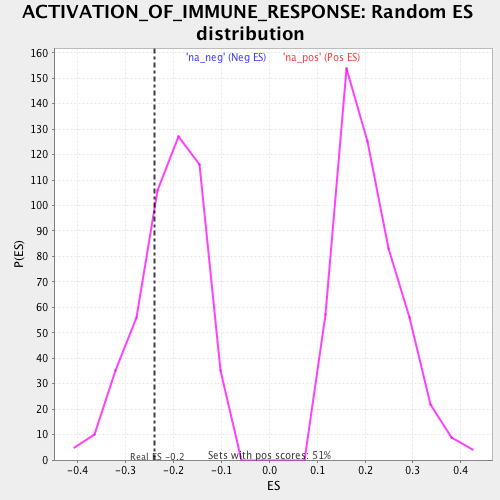 ACTIVATION_OF_IMMUNE_RESPONSE: Random ES
distribution
'na_neg' (Neg ES) 'na_pos' (Pos ES)
160
150
140
130
120
110
100
90
80
70
60
50
40
30
20
10
0
P(ES)
Real ES -0.2
Sets with pos scores: 51%
-0.4 -0.3 -0.2 -0.1 0.0 0.1 0.2 0.3 0.4
ES